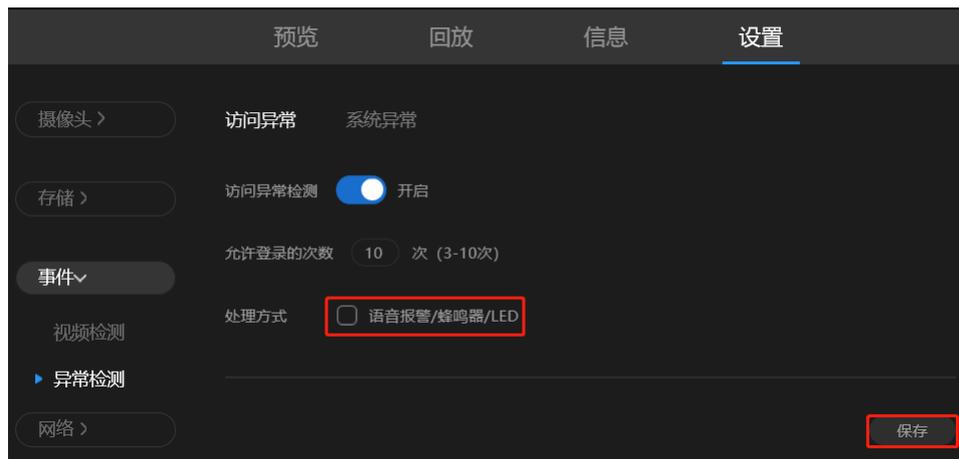 预览 回放 信息 设置
摄像头 >
访问异常 系统异常
存储 >
访问异常检测 开启
允许登录的次数 10 次 (3-10次)
事件
处理方式 语音报警/蜂鸣器/LED
视频检测
异常检测
网络 >
保存